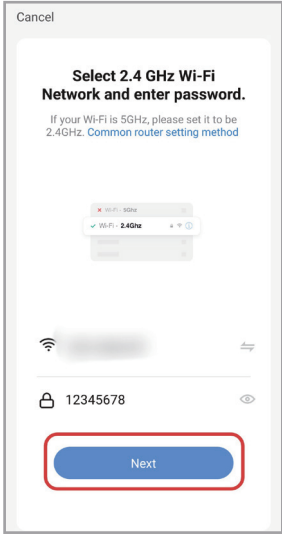 Cancel
Select 2.4 GHz Wi-Fi
Network and enter password.
If your Wi-Fi is 5GHz, please set it to be
2.4GHz. Common router setting method
Wi-Fi - 5Ghz
Wi-Fi - 2.4Ghz
12345678
Next